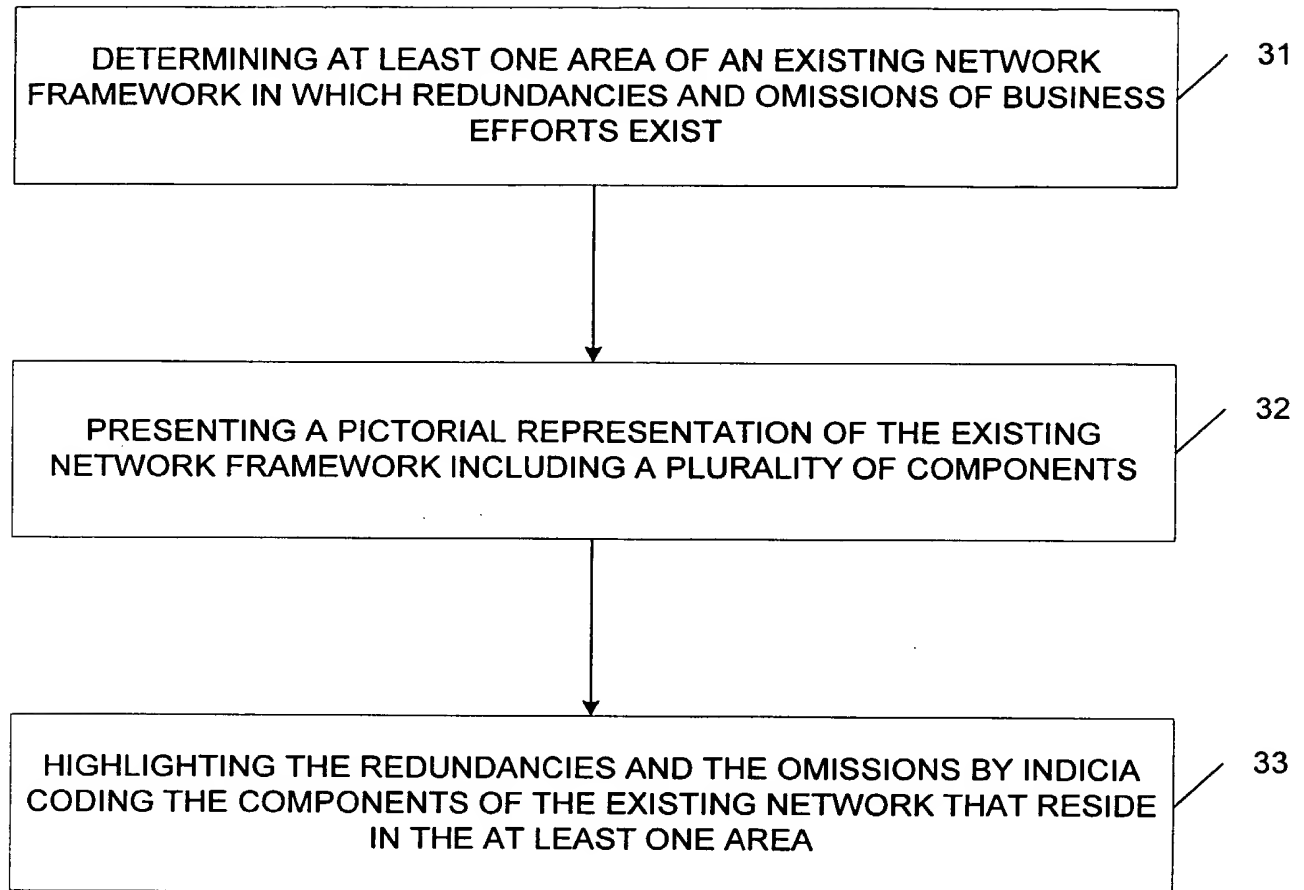 DETERMINING AT LEAST ONE AREA OF AN EXISTING NETWORK
FRAMEWORK IN WHICH REDUNDANCIES AND OMISSIONS OF BUSINESS
EFFORTS EXIST
31
PRESENTING A PICTORIAL REPRESENTATION OF THE EXISTING
NETWORK FRAMEWORK INCLUDING A PLURALITY OF COMPONENTS
32
HIGHLIGHTING THE REDUNDANCIES AND THE OMISSIONS BY INDICIA
CODING THE COMPONENTS OF THE EXISTING NETWORK THAT RESIDE
IN THE AT LEAST ONE AREA
33